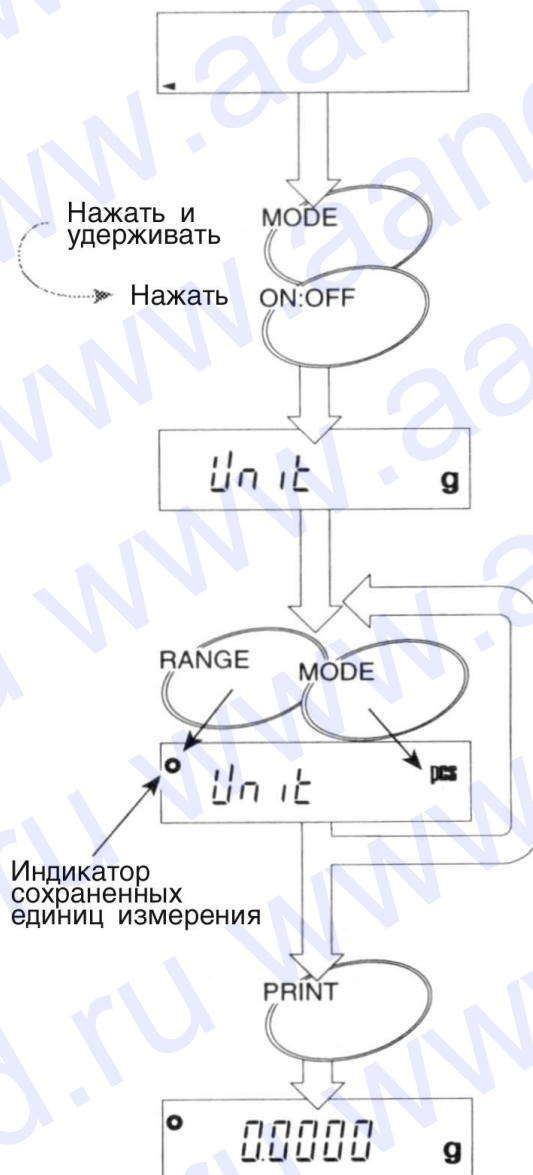 Нажать и
удерживать
MODE
Нажать
ON:OFF
Unit g
RANGE
MODE
pcs
Unit
Индикатор
сохраненных
единиц измерения
PRINT
0.0000 g